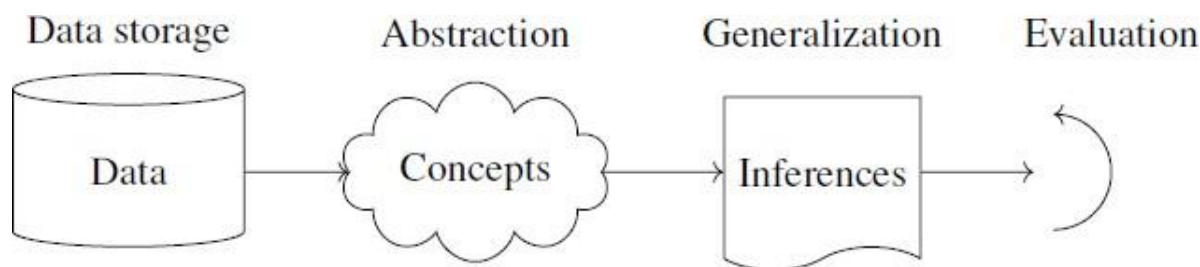 Data storage
Abstraction
Generalization
Evaluation
Data
Concepts
Inferences